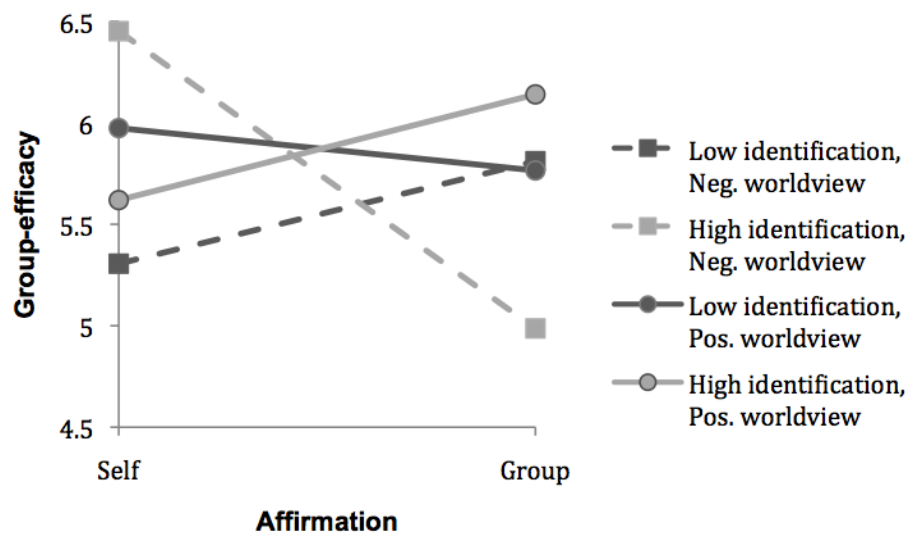 6.5
6
5.5
5
4.5
Group-efficacy
Self
Group
Affirmation
Low identification,
Neg. worldview
High identification,
Neg. worldview
Low identification,
Pos. worldview
High identification,
Pos. worldview